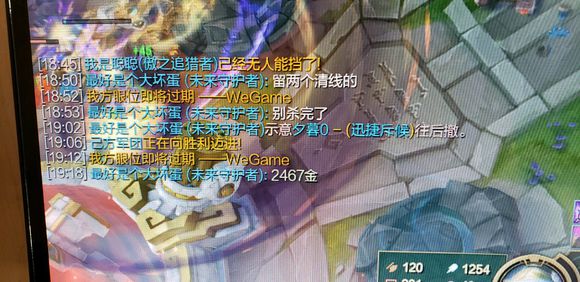 +45
[18:45] 我是聪聪(傲之追猎者)已经无人能挡了!
[18:50] 最好是个大坏蛋 (未来守护者): 留两个清线的
[18:52] 我方眼位即将过期 ——WeGame
[18:53] 最好是个大坏蛋 (未来守护者): 别杀完了
[19:02] 最好是个大坏蛋 (未来守护者)示意夕暮0 - (迅捷斥候)往后撤。
[19:06] 己方军团正在向胜利迈进!
[19:12] 我方眼位即将过期 ——WeGame
[19:18] 最好是个大坏蛋 (未来守护者): 2467金
120 1254